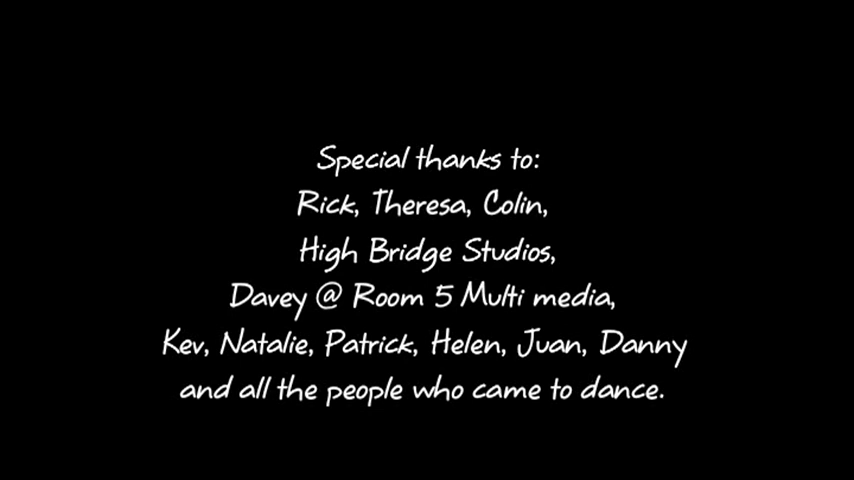 Special thanks to:
Rick, Theresa, Colin,
High Bridge Studios,
Davey @ Room 5 Multi media,
Kev, Natalie, Patrick, Helen, Juan, Danny
and all the people who came to dance.